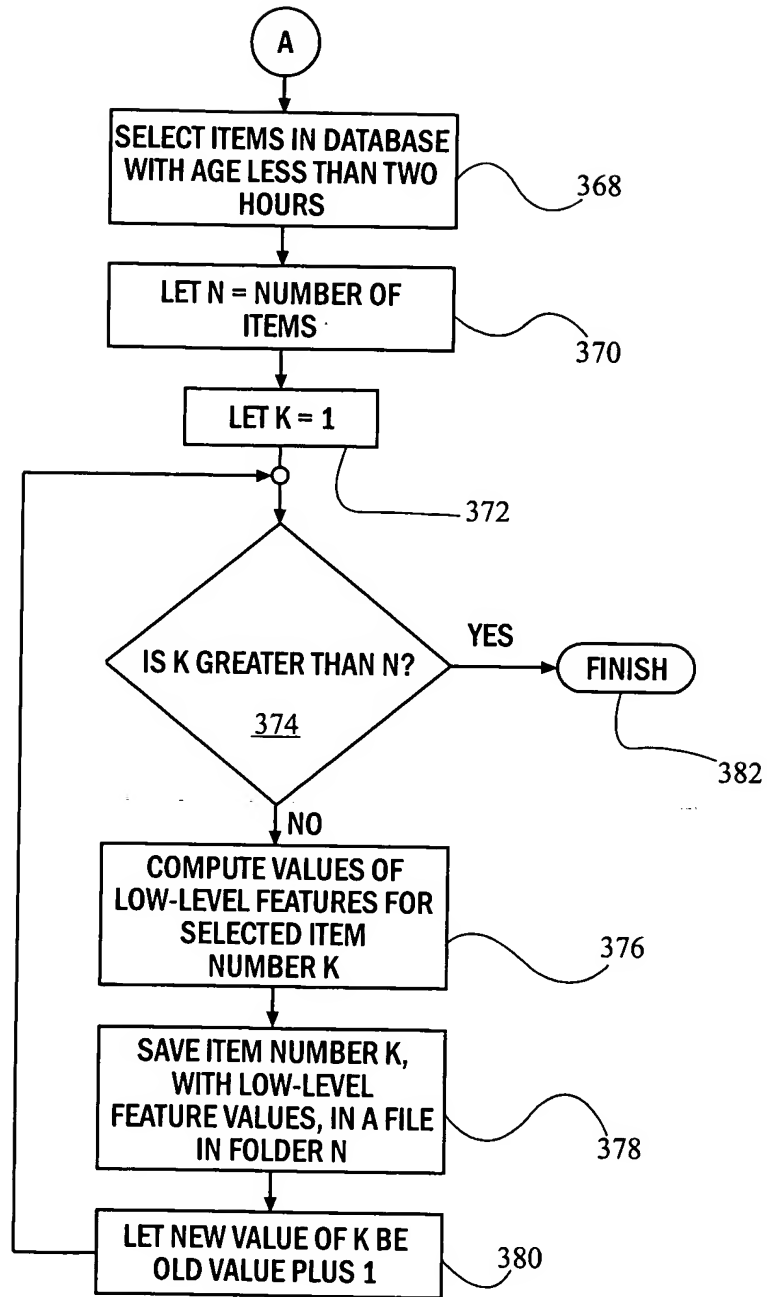 A
SELECT ITEMS IN DATABASE
WITH AGE LESS THAN TWO
HOURS
368
LET N = NUMBER OF
ITEMS
370
LET K = 1
372
IS K GREATER THAN N?
374
YES
FINISH
382
NO
COMPUTE VALUES OF
LOW-LEVEL FEATURES FOR
SELECTED ITEM
NUMBER K
376
SAVE ITEM NUMBER K,
WITH LOW-LEVEL
FEATURE VALUES, IN A FILE
IN FOLDER N
378
LET NEW VALUE OF K BE
OLD VALUE PLUS 1
380